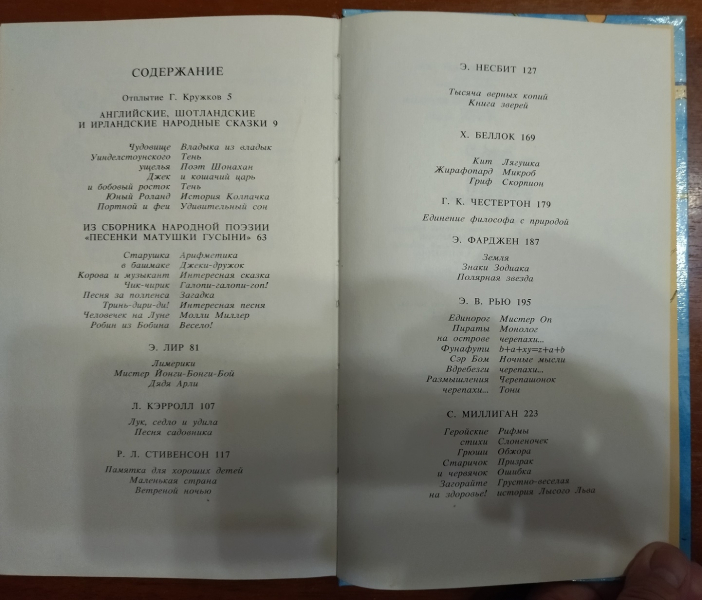 СОДЕРЖАНИЕ
Отплытие Г. Кружков 5
АНГЛИЙСКИЕ, ШОТЛАНДСКИЕ
И ИРЛАНДСКИЕ НАРОДНЫЕ СКАЗКИ 9
Чудовище Владыка из владык
Уинделстоунского Тень
ущелья Поэт Шонахан
Джек и кошачий царь
и бобовый росток Тень
Юный Роланд История Колпачка
Портной и феи Удивительный сон
ИЗ СБОРНИКА НАРОДНОЙ ПОЭЗИИ
«ПЕСЕНКИ МАТУШКИ ГУСЫНИ» 63
Старушка Арифметика
в башмаке Джеки-дружок
Корова и музыкант Интересная сказка
Чик-чирик Галопи-галопи-гоп!
Песня за полпенса Загадка
Тринь-дири-ди! Интересная песня
Человечек на Луне Молли Миллер
Робин из Бобина Весело!
Э. ЛИР 81
Лимерики
Мистер Йонги-Бонги-Бой
Дядя Арли
Л. КЭРРОЛЛ 107
Лук, седло и удила
Песня садовника
Р. Л. СТИВЕНСОН 117
Памятка для хороших детей
Маленькая страна
Ветреной ночью
Э. НЕСБИТ 127
Тысяча верных копий
Книга зверей
Х. БЕЛЛОК 169
Кит Лягушка
Жирафопард Микроб
Гриф Скорпион
Г. К. ЧЕСТЕРТОН 179
Единение философа с природой
Э. ФАРДЖЕН 187
Земля
Знаки Зодиака
Полярная звезда
Э. В. РЬЮ 195
Единорог Мистер Он
Пираты Монолог
на острове черепахи...
Фунафути b+a+xy=z+a+b
Сэр Бом Ночные мысли
Вдребезги черепахи...
Размышления Черепашонок
черепахи... Тони
С. МИЛЛИГАН 223
Геройские Рифмы
стихи Слопеночек
Грюши Обжора
Старичок Призрак
и червячок Ошибка
Загорайте Грустно-веселая
на здоровье! история Лысого Льва